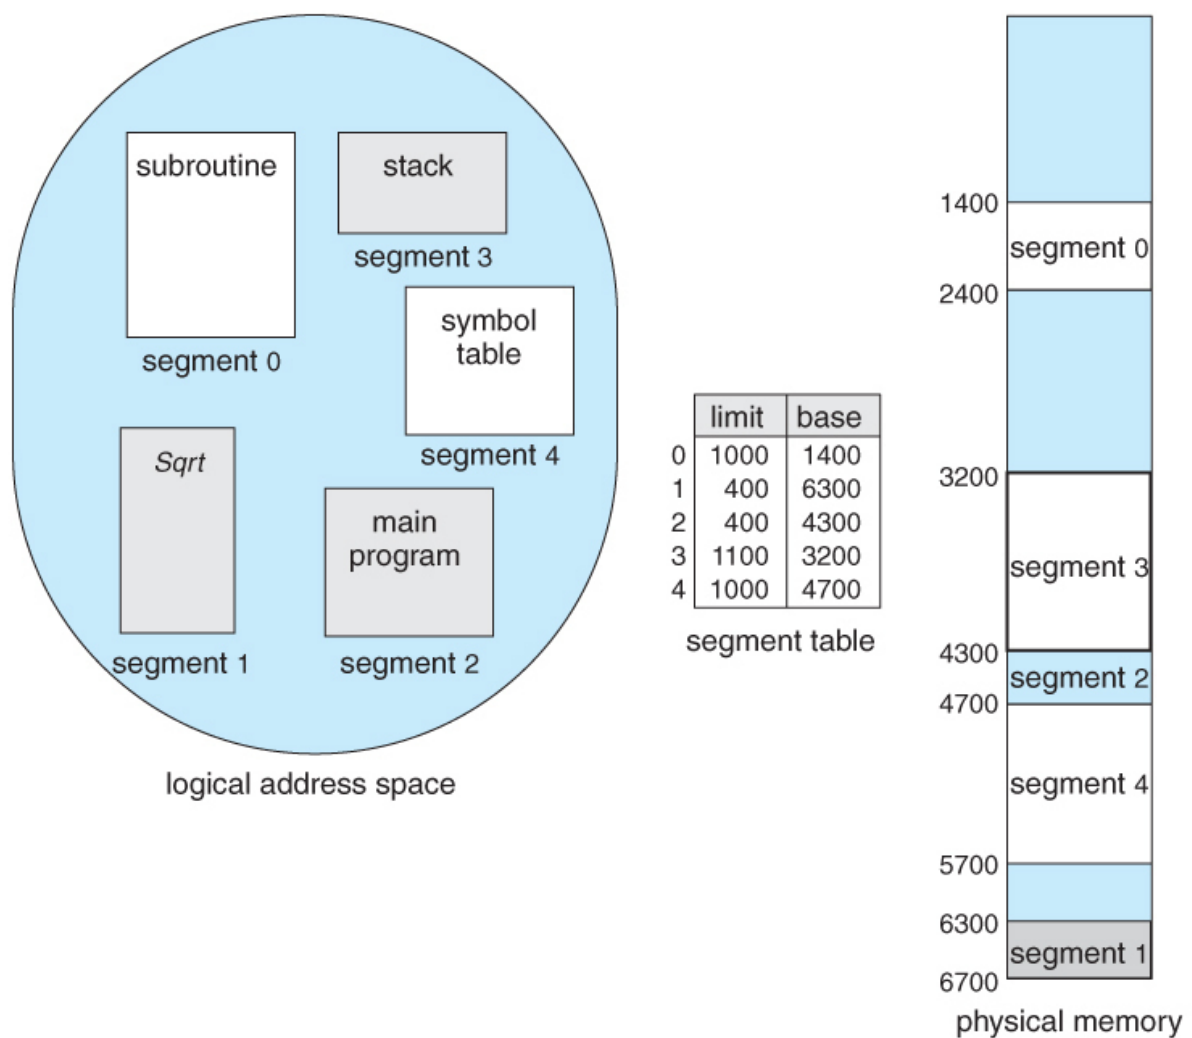 subroutine
segment 0
stack
segment 3
symbol
table
segment 4
Sqrt
segment 1
main
program
segment 2
logical address space
limit base
0 1000 1400
1 400 6300
2 400 4300
3 1100 3200
4 1000 4700
segment table
1400
segment 0
2400
3200
segment 3
4300
segment 2
4700
segment 4
5700
6300
segment 1
6700
physical memory